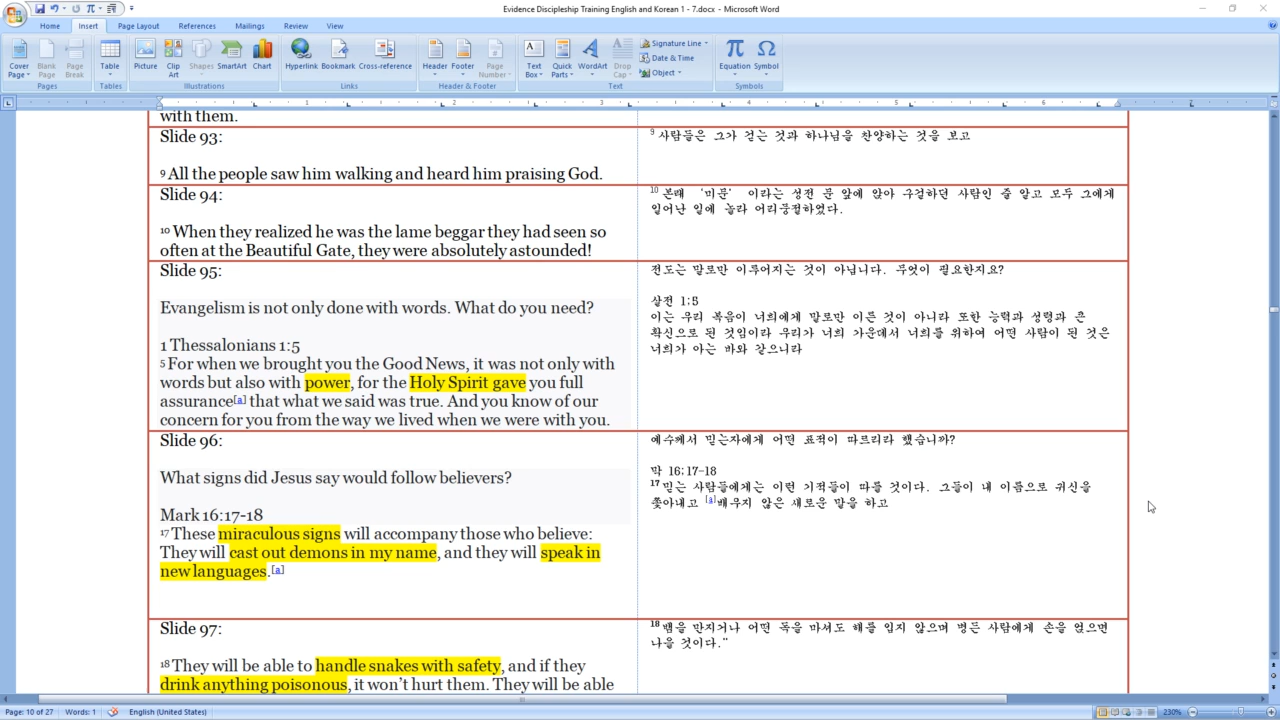 Evidence Discipleship Training English and Korean 1 - 7.docx - Microsoft Word
Home Insert Page Layout References Mailings Review View
Cover Page
Blank Page
Page Break
Pages
Table
Tables
Picture
Clip Art
Shapes
SmartArt
Chart
Illustrations
Hyperlink
Bookmark
Cross-reference
Links
Header
Footer
Page Number
Header & Footer
Text Box
Quick Parts
WordArt
Drop Cap
Signature Line
Date & Time
Object
Text
Equation
Symbol
Symbols
with them.
Slide 93:
9 All the people saw him walking and heard him praising God.
9 사람들은 그가 걷는 것과 하나님을 찬양하는 것을 보고
Slide 94:
10 When they realized he was the lame beggar they had seen so
often at the Beautiful Gate, they were absolutely astounded!
10 본래 '미문' 이라는 성전 문 앞에 앉아 구걸하던 사람인 줄 알고 모두 그에게
일어난 일에 놀라 어리둥절하였다.
Slide 95:
Evangelism is not only done with words. What do you need?
1 Thessalonians 1:5
5 For when we brought you the Good News, it was not only with
words but also with power, for the Holy Spirit gave you full
assurance[a] that what we said was true. And you know of our
concern for you from the way we lived when we were with you.
전도는 말로만 이루어지는 것이 아닙니다. 무엇이 필요한지요?
살전 1:5
이는 우리 복음이 너희에게 말로만 이른 것이 아니라 또한 능력과 성령과 큰
확신으로 된 것임이라 우리가 너희 가운데서 너희를 위하여 어떤 사람이 된 것은
너희가 아는 바와 같으니라
Slide 96:
What signs did Jesus say would follow believers?
Mark 16:17-18
17 These miraculous signs will accompany those who believe:
They will cast out demons in my name, and they will speak in
new languages.[a]
예수께서 믿는자에게 어떤 표적이 따르리라 했습니까?
막 16:17-18
17 믿는 사람들에게는 이런 기적들이 따를 것이다. 그들이 내 이름으로 귀신을
쫓아내고 [a]배우지 않은 새로운 말을 하고
Slide 97:
18 They will be able to handle snakes with safety, and if they
drink anything poisonous, it won't hurt them. They will be able
18 뱀을 만지거나 어떤 독을 마셔도 해를 입지 않으며 병든 사람에게 손을 얹으면
나을 것이다."
Page: 10 of 27 Words: 1 English (United States) 230%